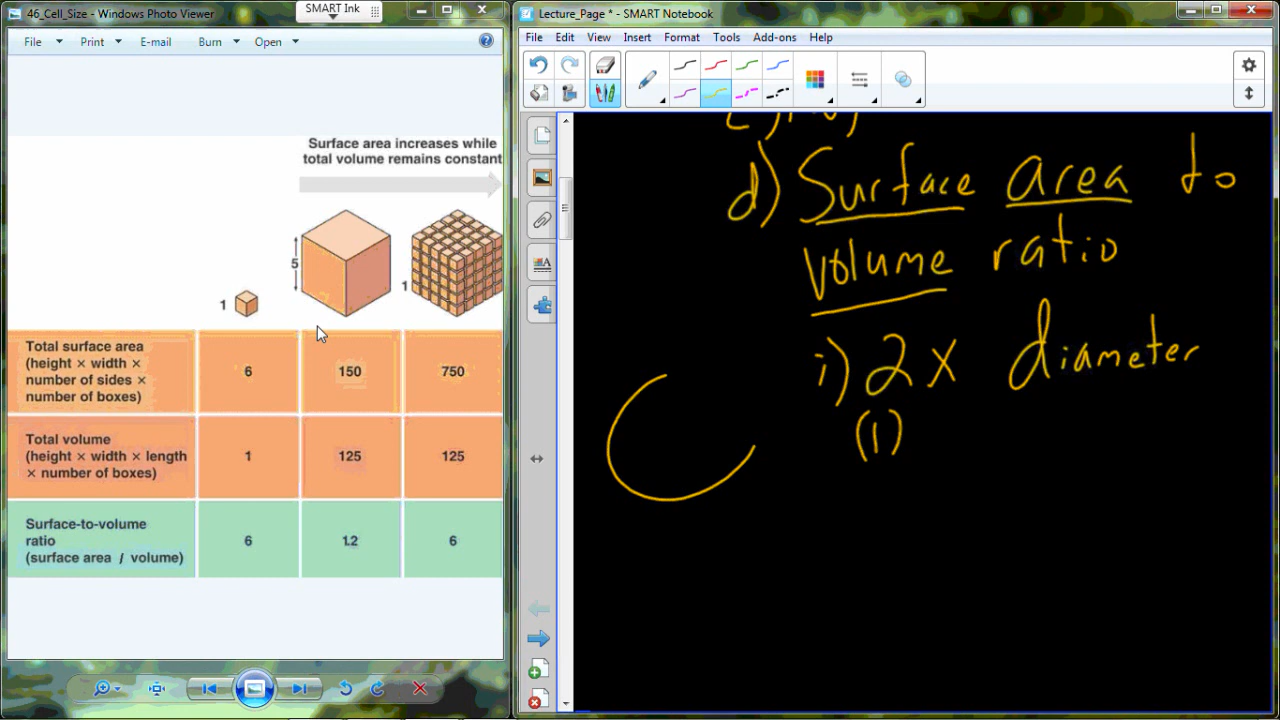 46_Cell_Size - Windows Photo Viewer
SMART Ink
File Print E-mail Burn Open
Surface area increases while
total volume remains constant
5
1
1
Total surface area
(height × width ×
number of sides ×
number of boxes)
6
150
750
Total volume
(height × width × length
× number of boxes)
1
125
125
Surface-to-volume
ratio
(surface area / volume)
6
1.2
6
Lecture_Page * - SMART Notebook
File Edit View Insert Format Tools Add-ons Help
d) Surface area to
volume ratio
i) 2 x diameter
(1)